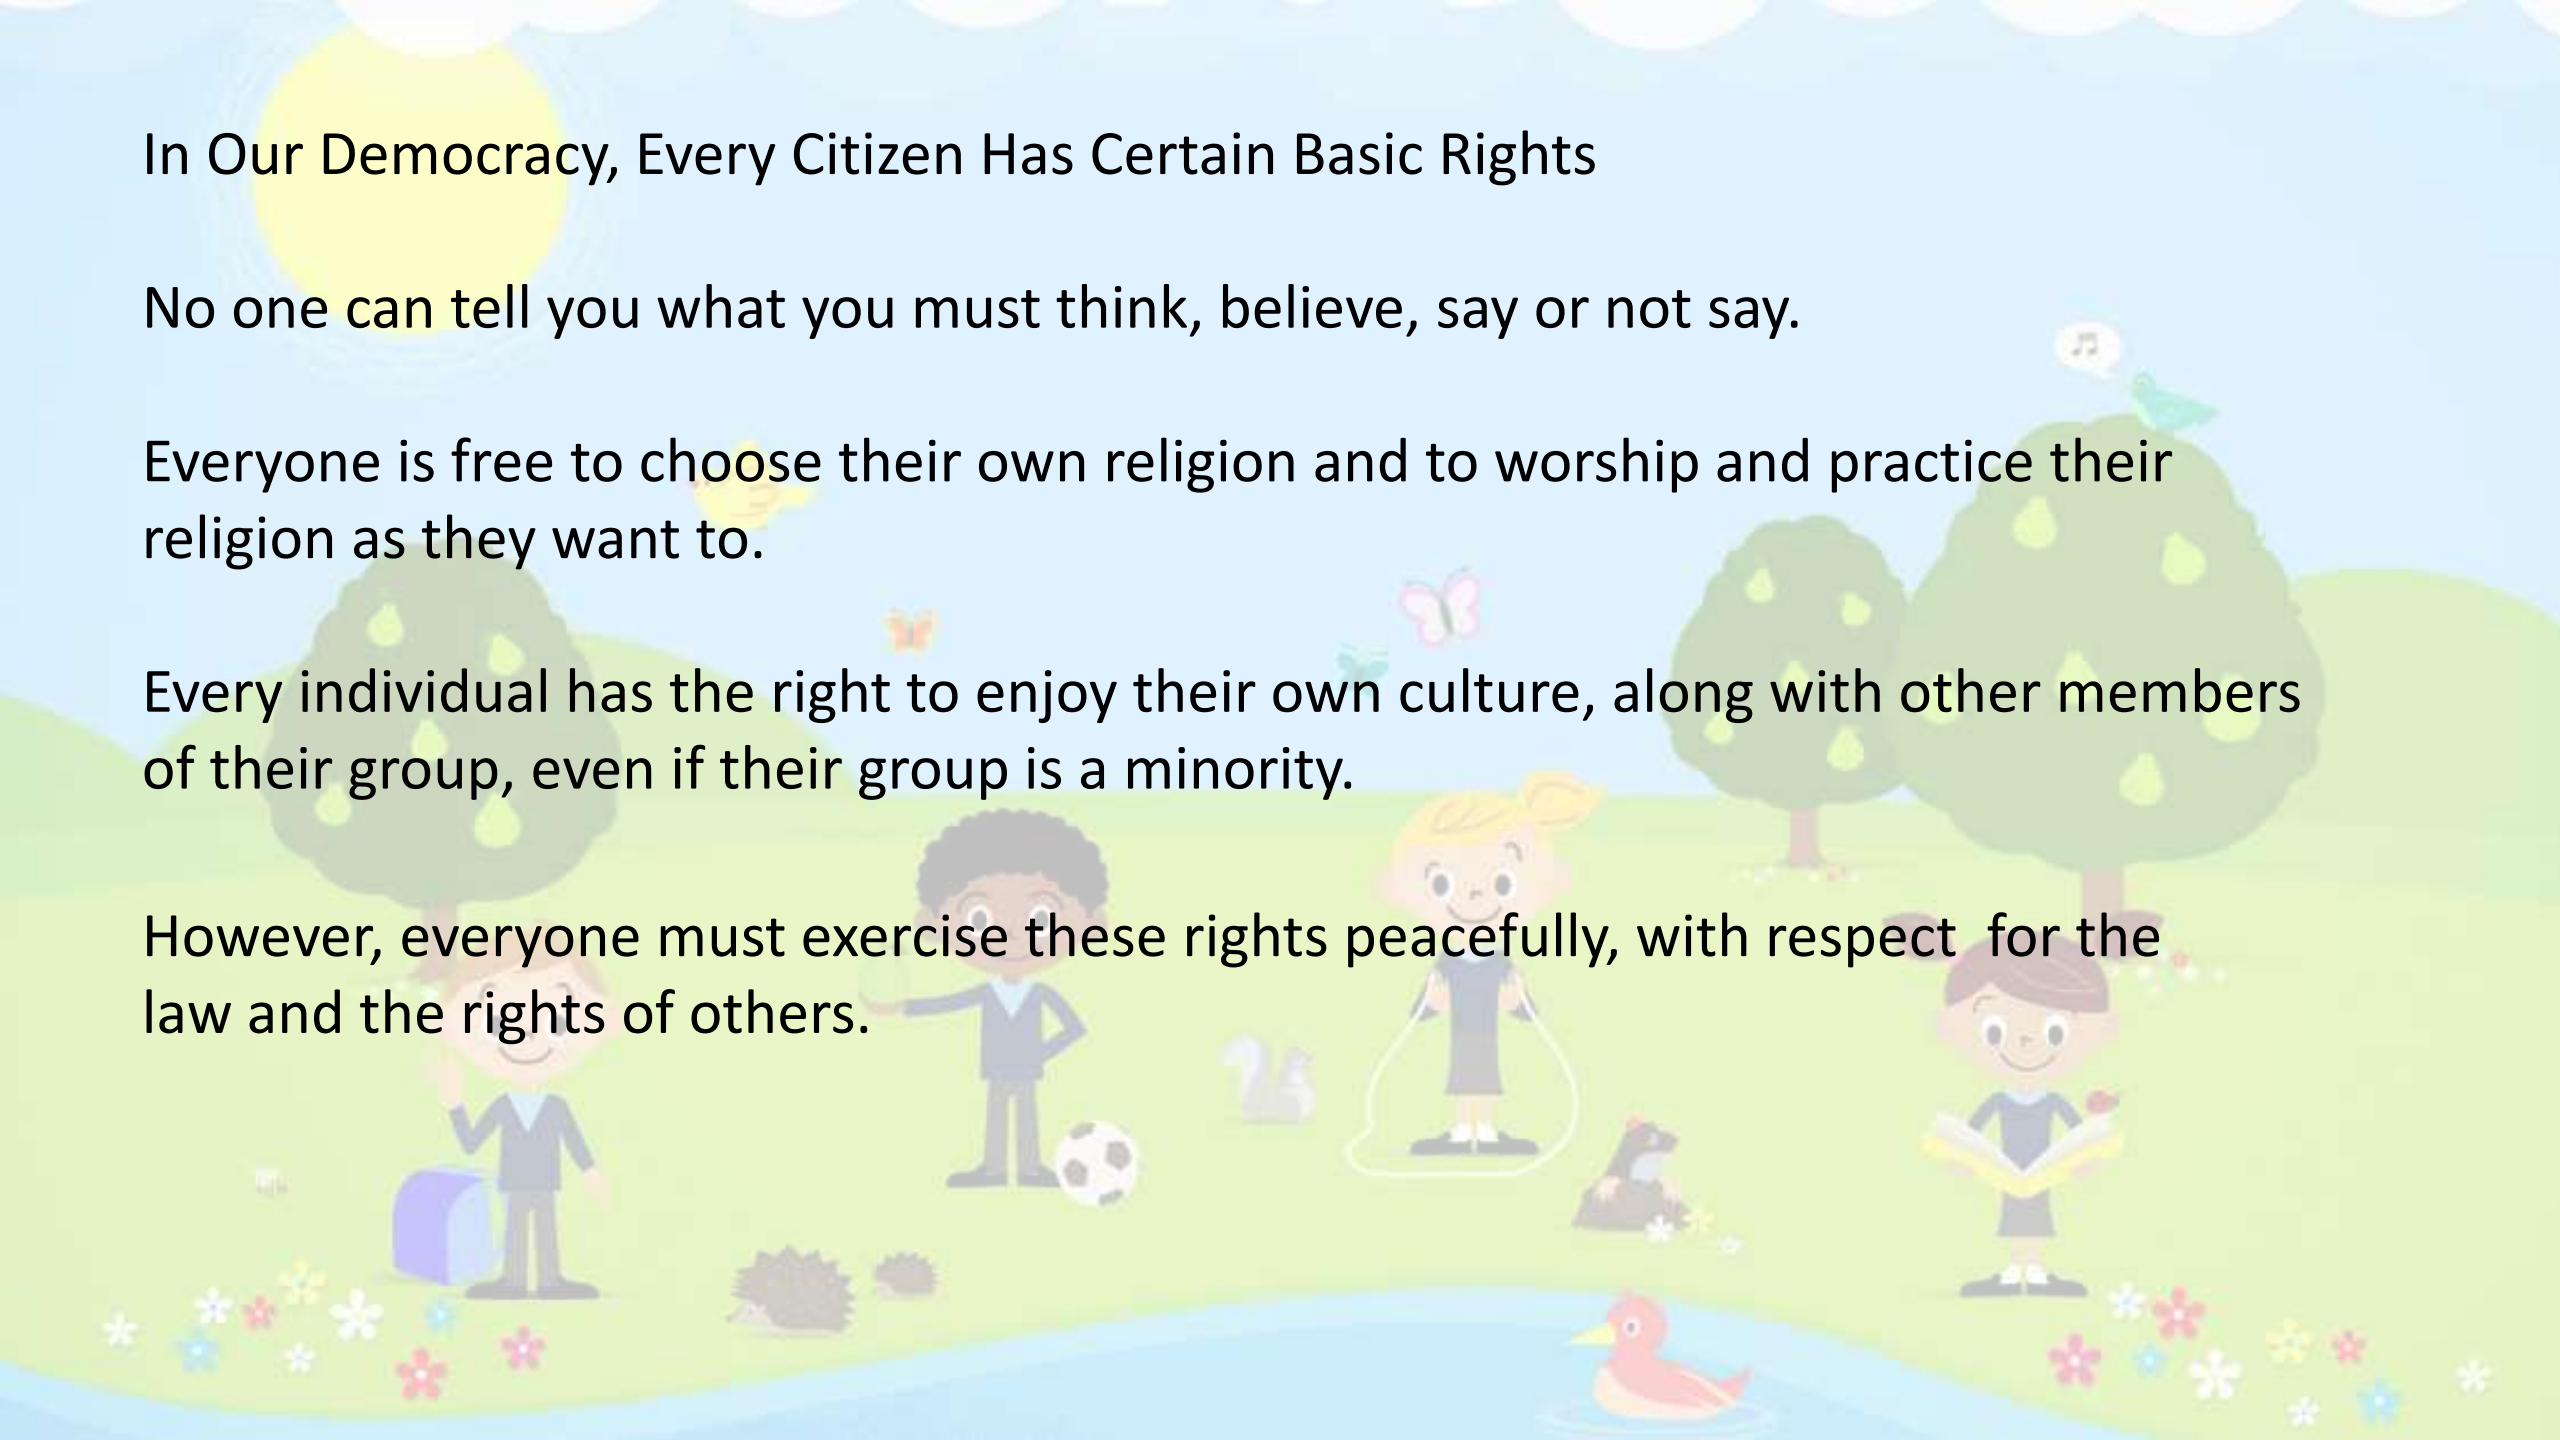 In Our Democracy, Every Citizen Has Certain Basic Rights
No one can tell you what you must think, believe, say or not say.
Everyone is free to choose their own religion and to worship and practice their
religion as they want to.
Every individual has the right to enjoy their own culture, along with other members
of their group, even if their group is a minority.
However, everyone must exercise these rights peacefully, with respect  for the
law and the rights of others.